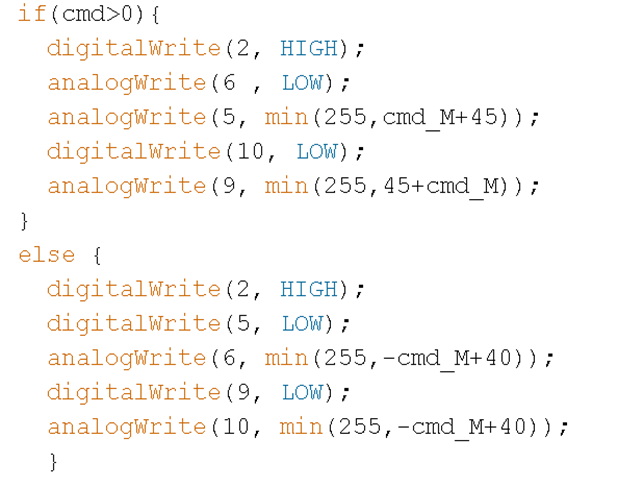 if(cmd>0){
digitalWrite(2, HIGH);
analogWrite(6 , LOW);
analogWrite(5, min(255,cmd_M+45));
digitalWrite(10, LOW);
analogWrite(9, min(255,45+cmd_M));
}
else {
digitalWrite(2, HIGH);
digitalWrite(5, LOW);
analogWrite(6, min(255,-cmd_M+40));
digitalWrite(9, LOW);
analogWrite(10, min(255,-cmd_M+40));
}